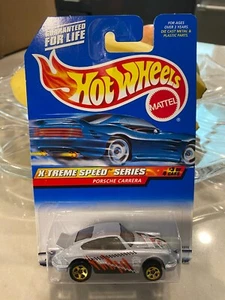 GUARANTEED
FOR LIFE
FOR AGES
OVER 3 YEARS
DIE CAST METAL &
PLASTIC PARTS
HOT WHEELS
MATTEL
X-TREME SPEED SERIES
PORSCHE CARRERA